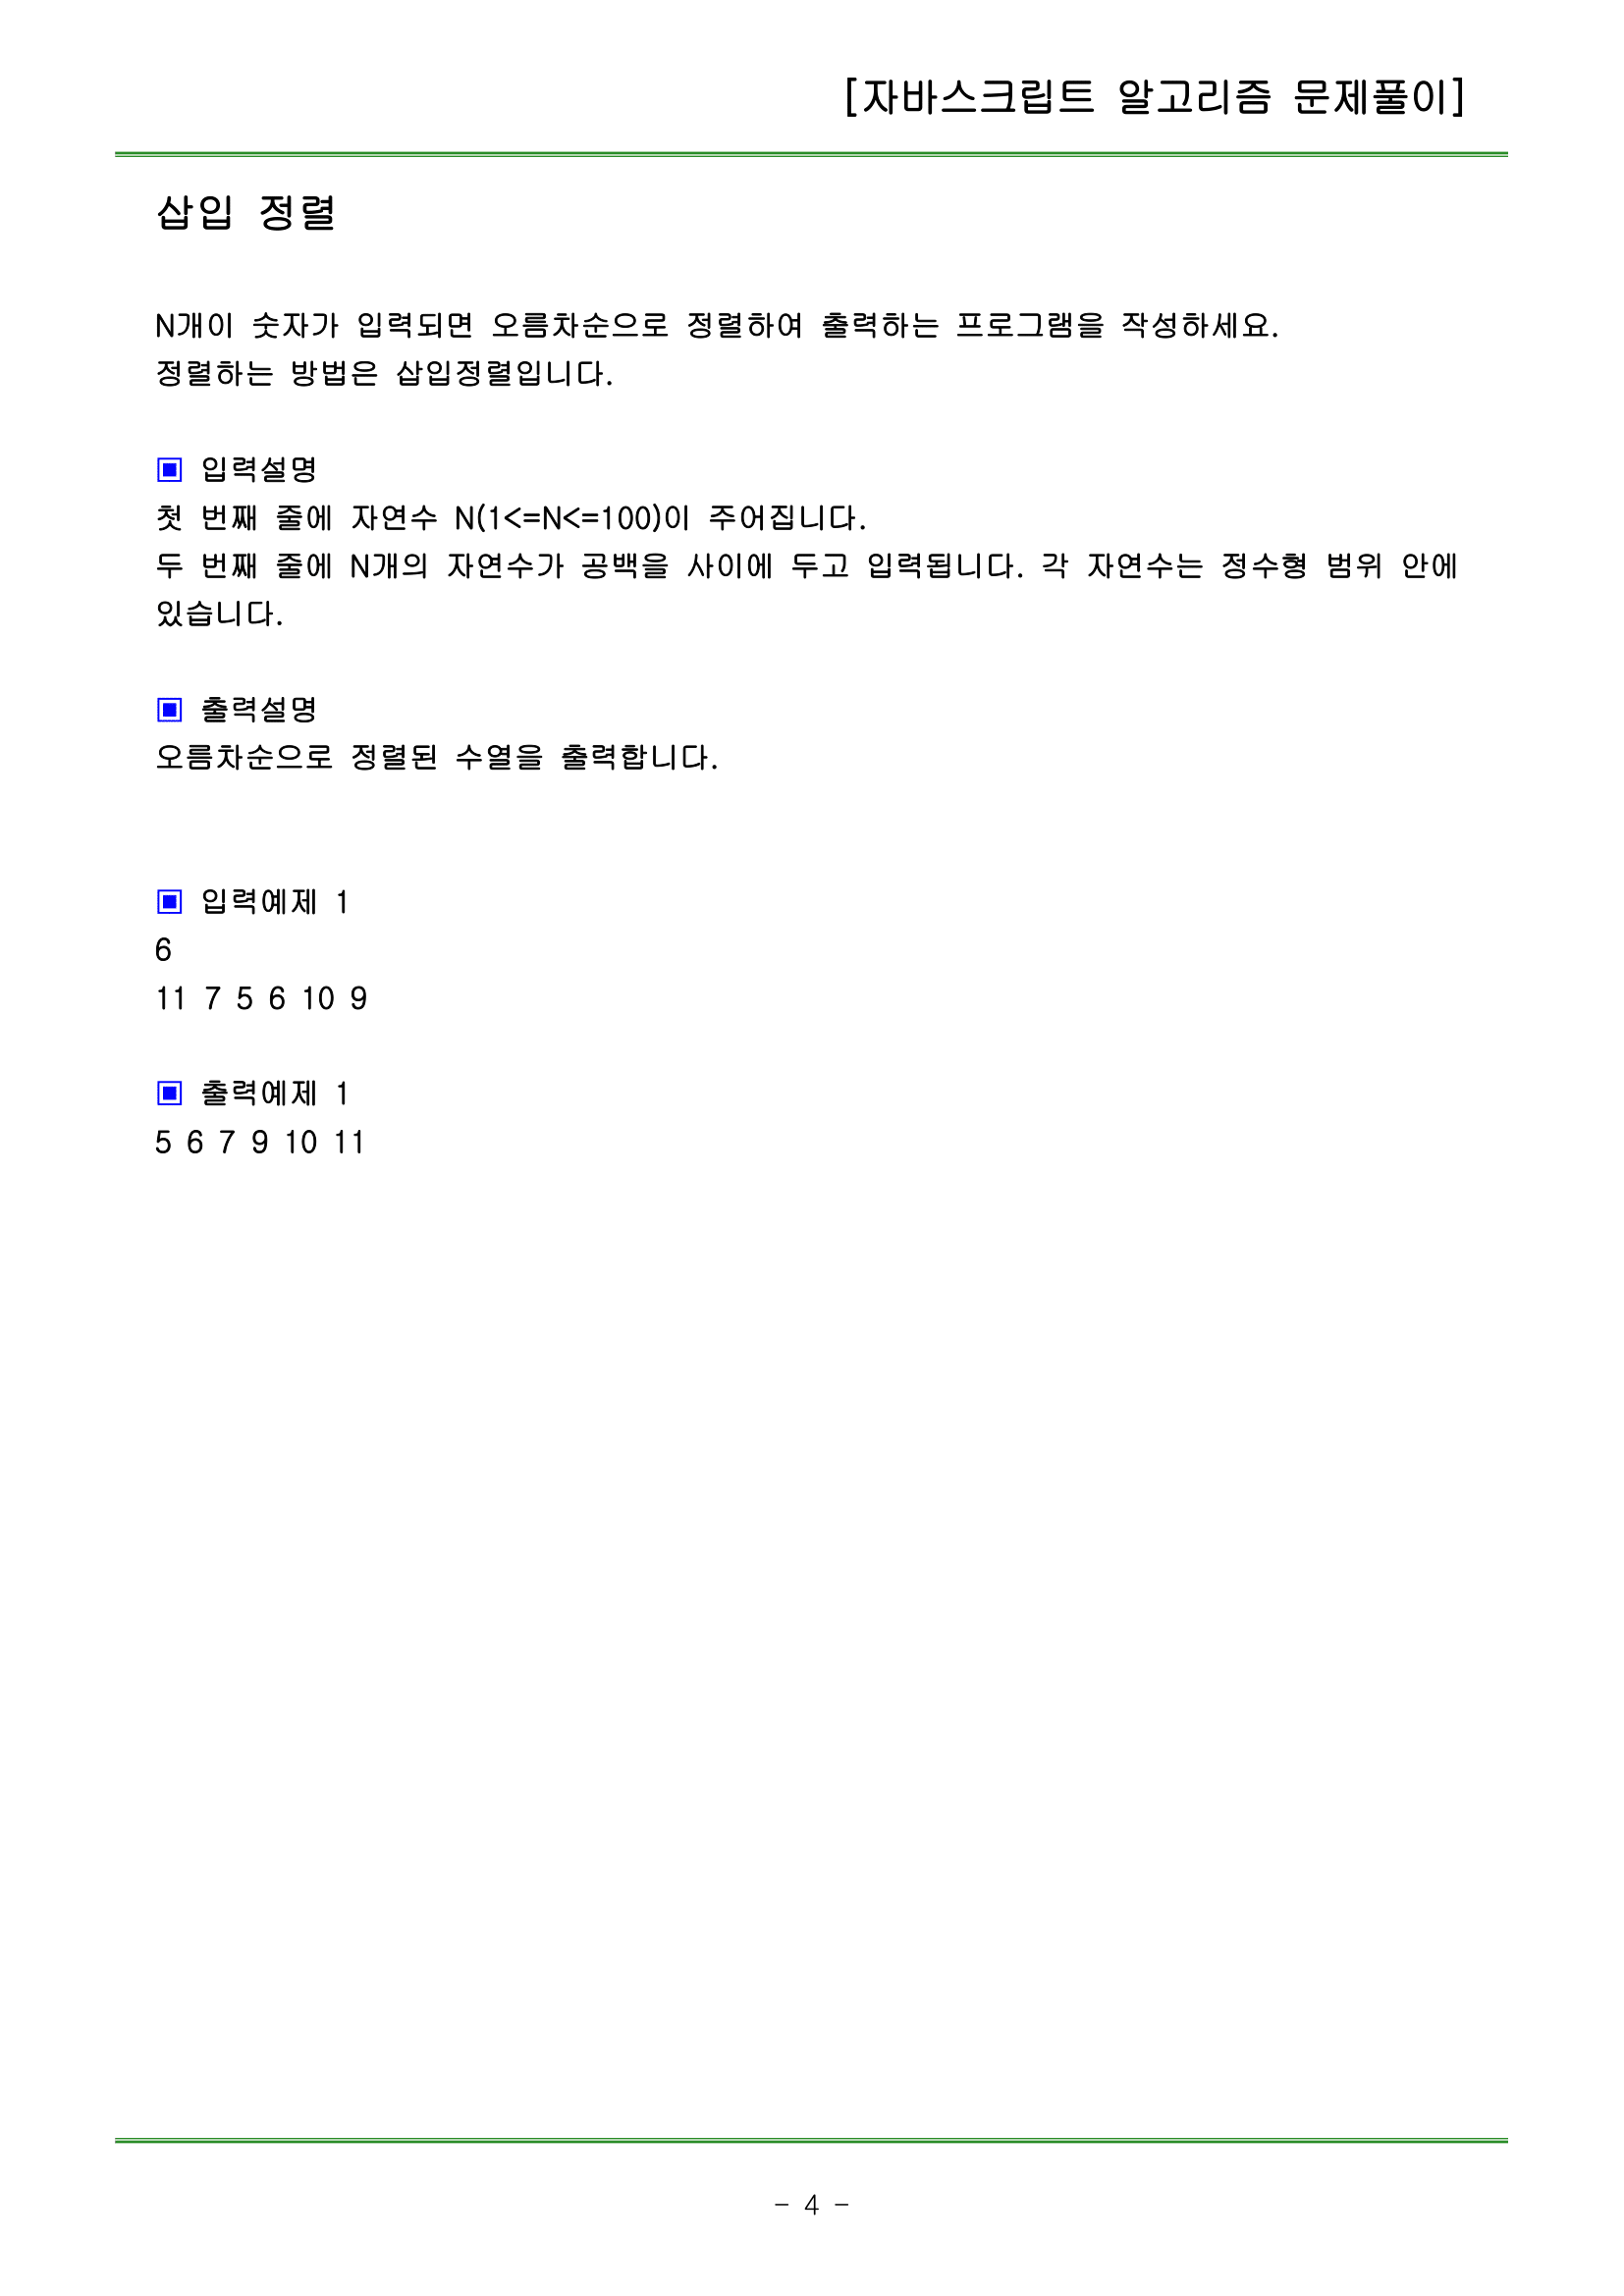 [자바스크립트 알고리즘 문제풀이]
삽입 정렬
N개이 숫자가 입력되면 오름차순으로 정렬하여 출력하는 프로그램을 작성하세요.
정렬하는 방법은 삽입정렬입니다.
▣ 입력설명
첫 번째 줄에 자연수 N(1<=N<=100)이 주어집니다.
두 번째 줄에 N개의 자연수가 공백을 사이에 두고 입력됩니다. 각 자연수는 정수형 범위 안에
있습니다.
▣ 출력설명
오름차순으로 정렬된 수열을 출력합니다.
▣ 입력예제 1
6
11 7 5 6 10 9
▣ 출력예제 1
5 6 7 9 10 11
- 4 -